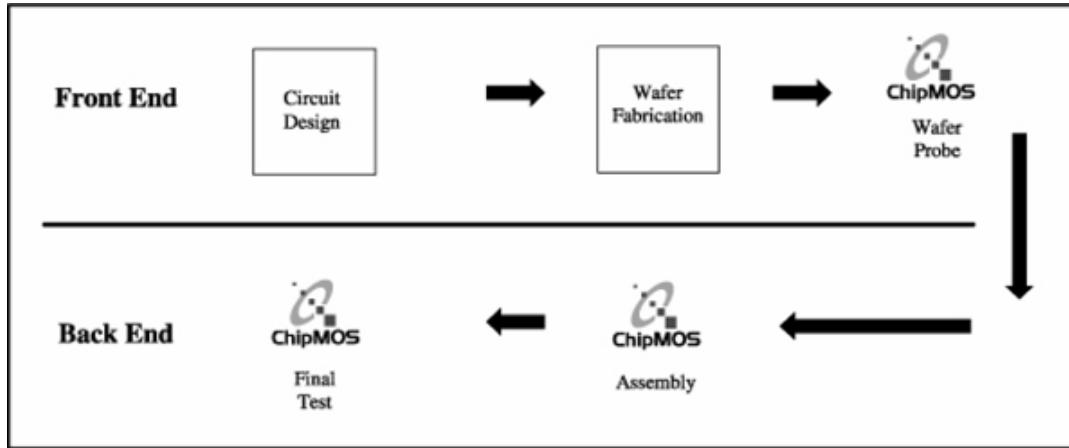 Front End
Circuit
Design
Wafer
Fabrication
ChipMOS
Wafer
Probe
Back End
ChipMOS
Final
Test
ChipMOS
Assembly